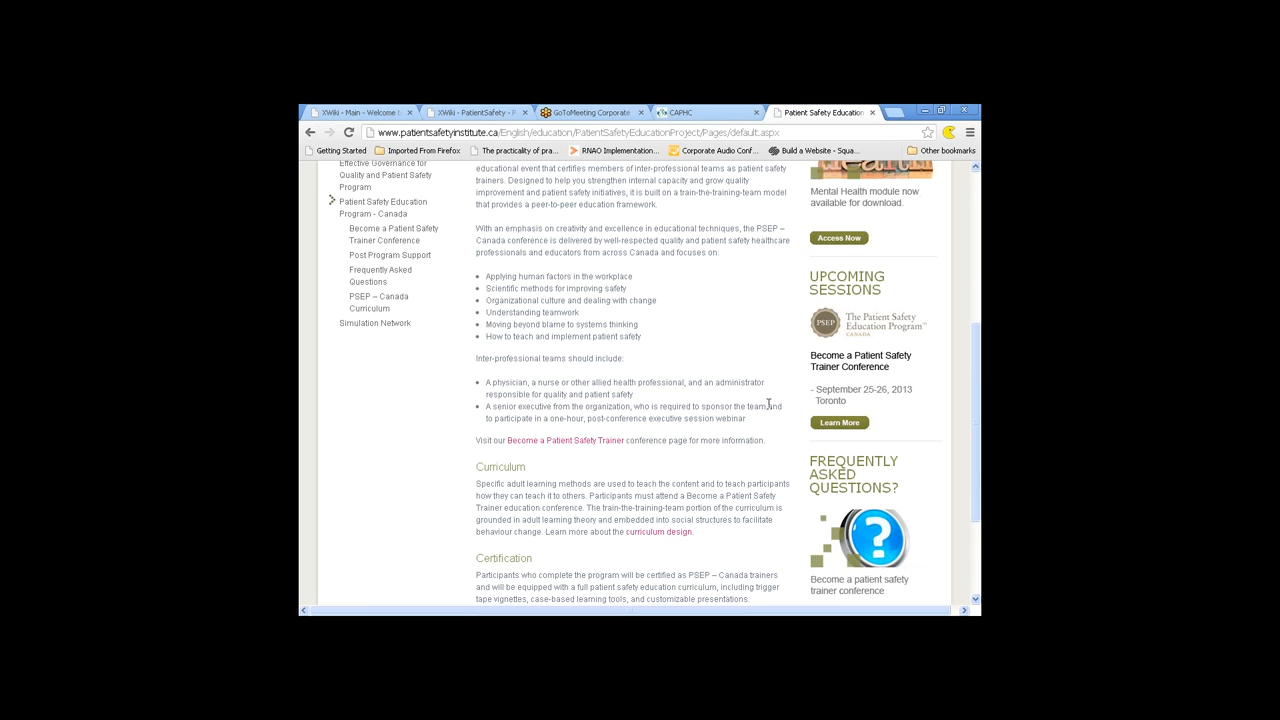 XWiki - Main - Welcome t
XWiki - PatientSafety - P
GoToMeeting Corporate
CAPHC
Patient Safety Education
www.patientsafetyinstitute.ca/English/education/PatientSafetyEducationProject/Pages/default.aspx
Getting Started
Imported From Firefox
The practicality of pra...
RNAO Implementation...
Corporate Audio Conf...
Build a Website - Squa...
Other bookmarks
Effective Governance for
Quality and Patient Safety
Program
Patient Safety Education
Program - Canada
Become a Patient Safety
Trainer Conference
Post Program Support
Frequently Asked
Questions
PSEP – Canada
Curriculum
Simulation Network
educational event that certifies members of inter-professional teams as patient safety
trainers. Designed to help you strengthen internal capacity and grow quality
improvement and patient safety initiatives, it is built on a train-the-training-team model
that provides a peer-to-peer education framework.
With an emphasis on creativity and excellence in educational techniques, the PSEP –
Canada conference is delivered by well-respected quality and patient safety healthcare
professionals and educators from across Canada and focuses on:
Applying human factors in the workplace
Scientific methods for improving safety
Organizational culture and dealing with change
Understanding teamwork
Moving beyond blame to systems thinking
How to teach and implement patient safety
Inter-professional teams should include:
A physician, a nurse or other allied health professional, and an administrator
responsible for quality and patient safety
A senior executive from the organization, who is required to sponsor the team and
to participate in a one-hour, post-conference executive session webinar
Visit our Become a Patient Safety Trainer conference page for more information.
Curriculum
Specific adult learning methods are used to teach the content and to teach participants
how they can teach it to others. Participants must attend a Become a Patient Safety
Trainer education conference. The train-the-training-team portion of the curriculum is
grounded in adult learning theory and embedded into social structures to facilitate
behaviour change. Learn more about the curriculum design.
Certification
Participants who complete the program will be certified as PSEP – Canada trainers
and will be equipped with a full patient safety education curriculum, including trigger
tape vignettes, case-based learning tools, and customizable presentations.
Mental Health module now
available for download.
Access Now
UPCOMING
SESSIONS
PSEP
The Patient Safety
Education Program™
CANADA
Become a Patient Safety
Trainer Conference
- September 25-26, 2013
Toronto
Learn More
FREQUENTLY
ASKED
QUESTIONS?
?
Become a patient safety
trainer conference